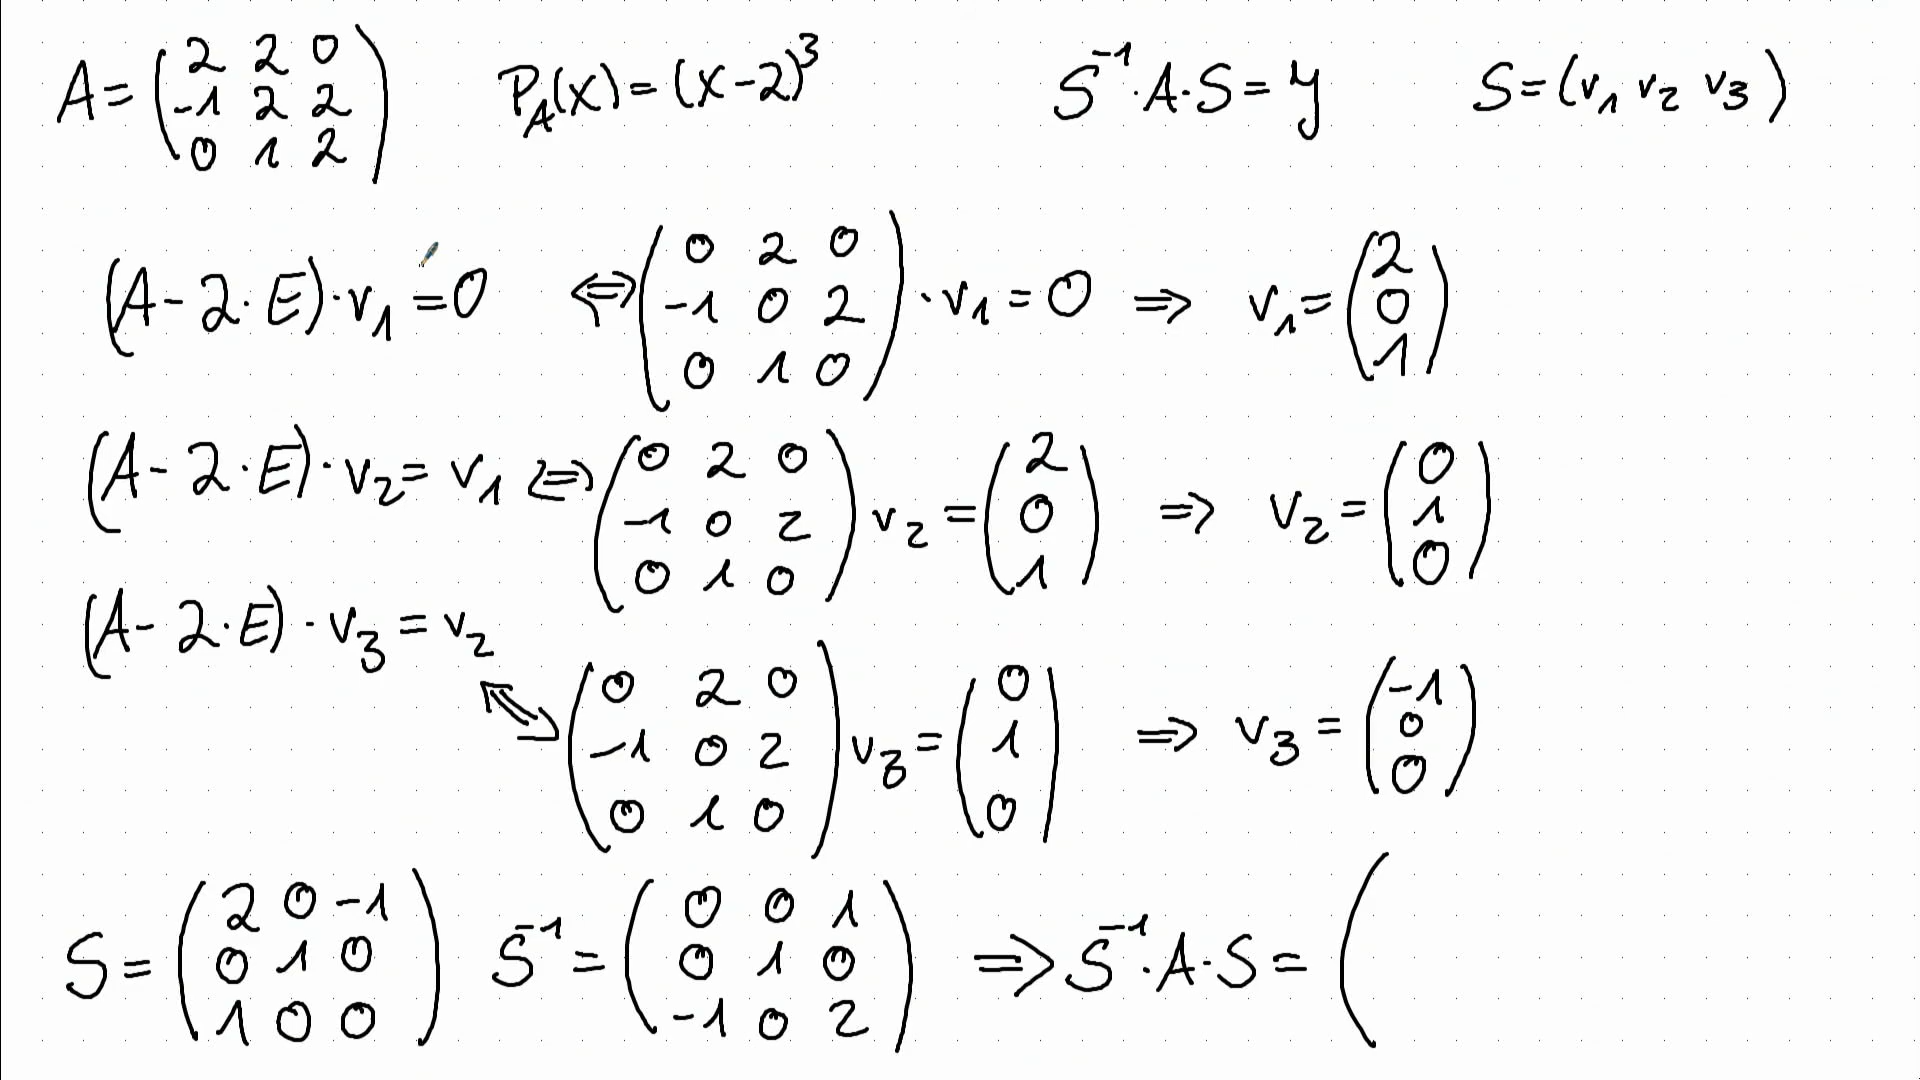 A = (2 2 0; -1 2 2; 0 1 2) P_A(x) = (x-2)³ S⁻¹·A·S = y S = (v₁ v₂ v₃)
(A - 2·E)·v₁ = 0 ⇔ (0 2 0; -1 0 2; 0 1 0)·v₁ = 0 ⇒ v₁ = (2; 0; 1)
(A - 2·E)·v₂ = v₁ ⇔ (0 2 0; -1 0 2; 0 1 0) v₂ = (2; 0; 1) ⇒ v₂ = (0; 1; 0)
(A - 2·E)·v₃ = v₂
⇔ (0 2 0; -1 0 2; 0 1 0) v₃ = (0; 1; 0) ⇒ v₃ = (-1; 0; 0)
S = (2 0 -1; 0 1 0; 1 0 0) S⁻¹ = (0 0 1; 0 1 0; -1 0 2) ⇒ S⁻¹·A·S = (